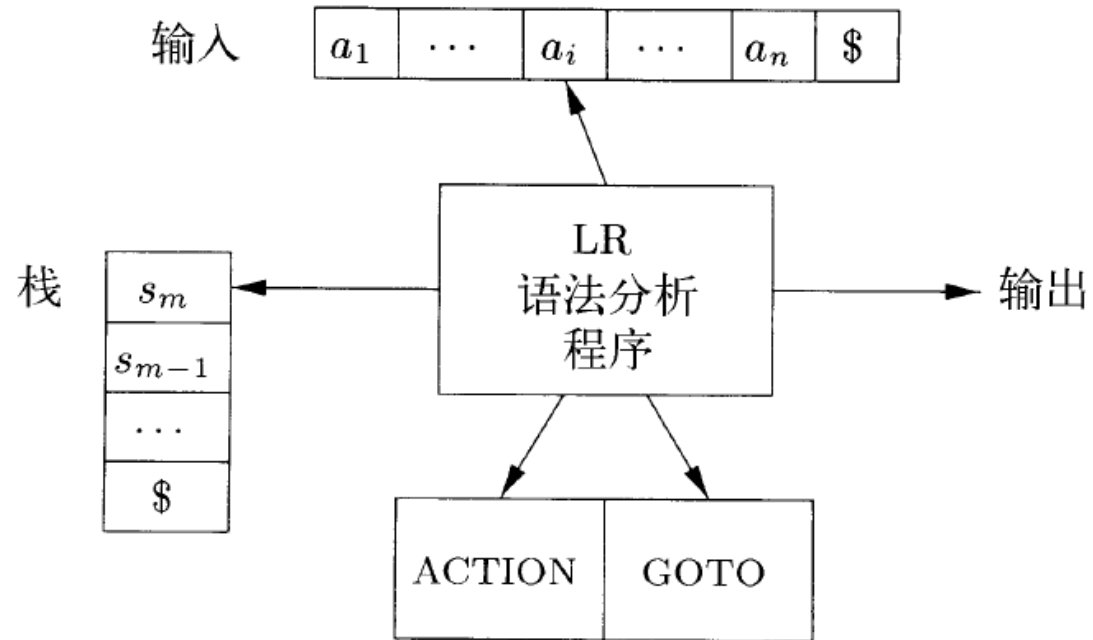 输入 a₁ ··· aᵢ ··· aₙ $
LR
语法分析
程序
栈
sₘ
sₘ₋₁
···
$
输出
ACTION GOTO